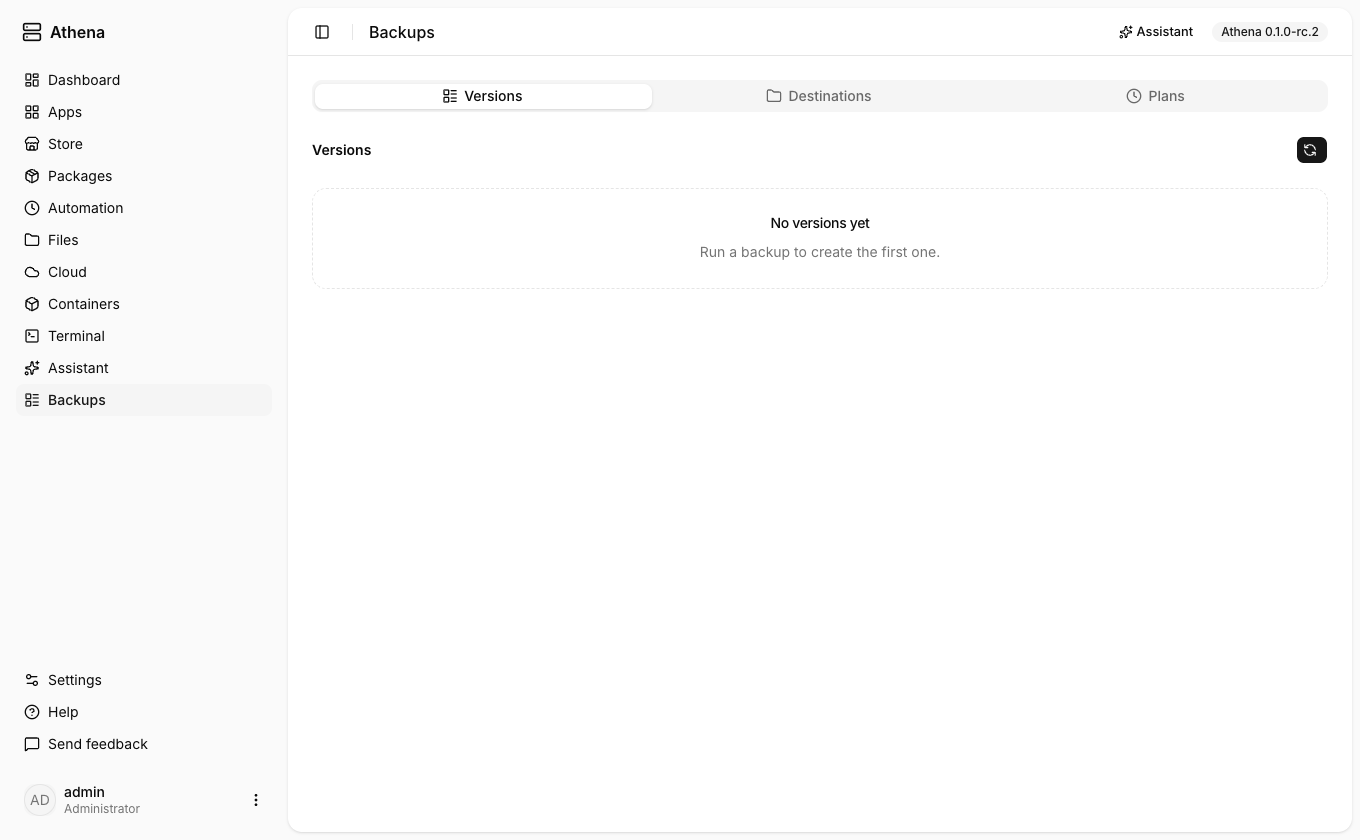 Athena
Dashboard
Apps
Store
Packages
Automation
Files
Cloud
Containers
Terminal
Assistant
Backups
Settings
Help
Send feedback
AD
admin
Administrator
Backups
Assistant
Athena 0.1.0-rc.2
Versions
Destinations
Plans
Versions
No versions yet
Run a backup to create the first one.